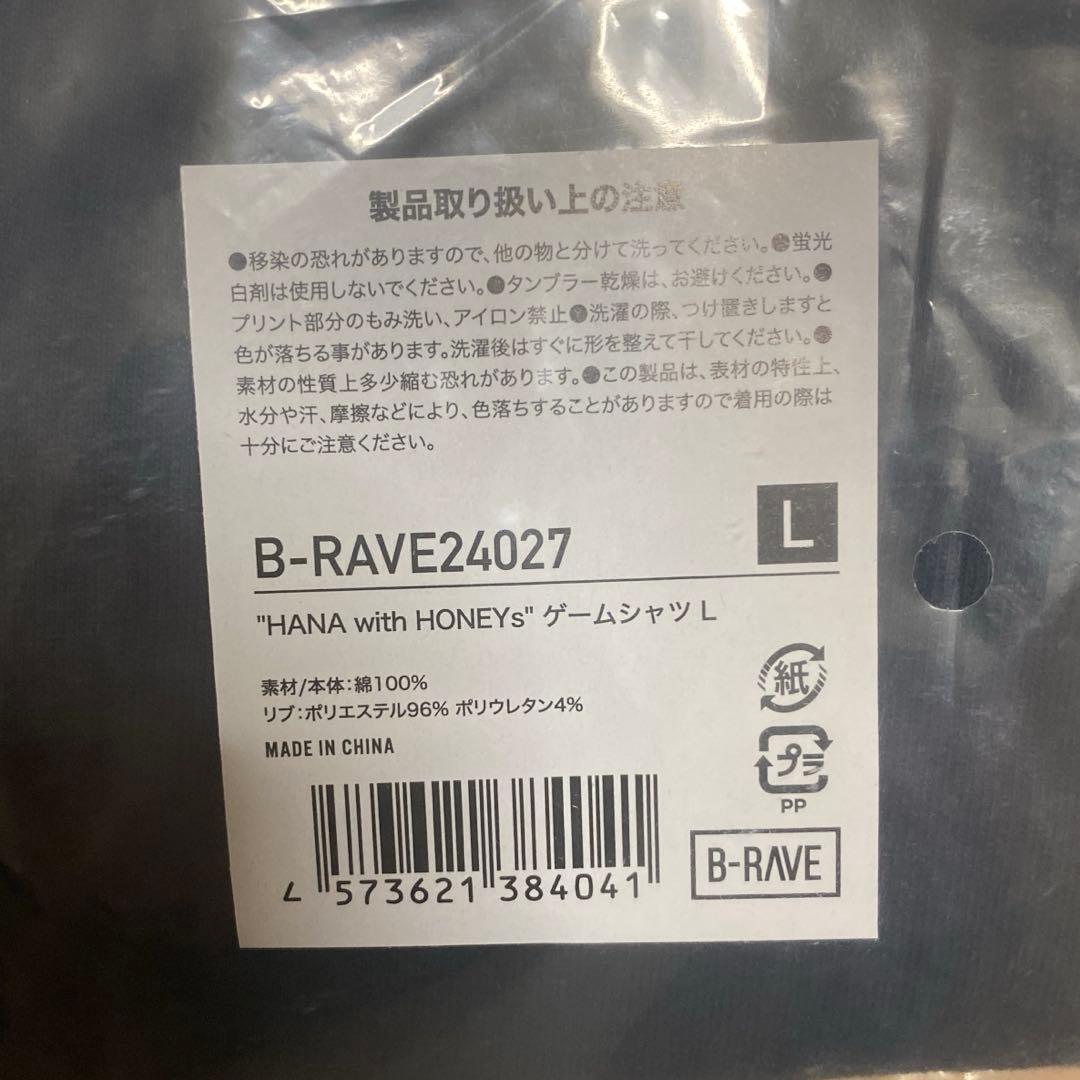 製品取り扱い上の注意
●移染の恐れがありますので、他の物と分けて洗ってください。●蛍光
白剤は使用しないでください。●タンブラー乾燥は、お避けください。●
プリント部分のもみ洗い、アイロン禁止●洗濯の際、つけ置きしますと
色が落ちる事があります。洗濯後はすぐに形を整えて干してください。●
素材の性質上多少縮む恐れがあります。●この製品は、表材の特性上、
水分や汗、摩擦などにより、色落ちすることがありますので着用の際は
十分にご注意ください。
L
B-RAVE24027
"HANA with HONEYs" ゲームシャツ L
素材/本体:綿100%
リブ:ポリエステル96% ポリウレタン4%
MADE IN CHINA
紙
プラ
PP
4 573621 384041
B-RAVE